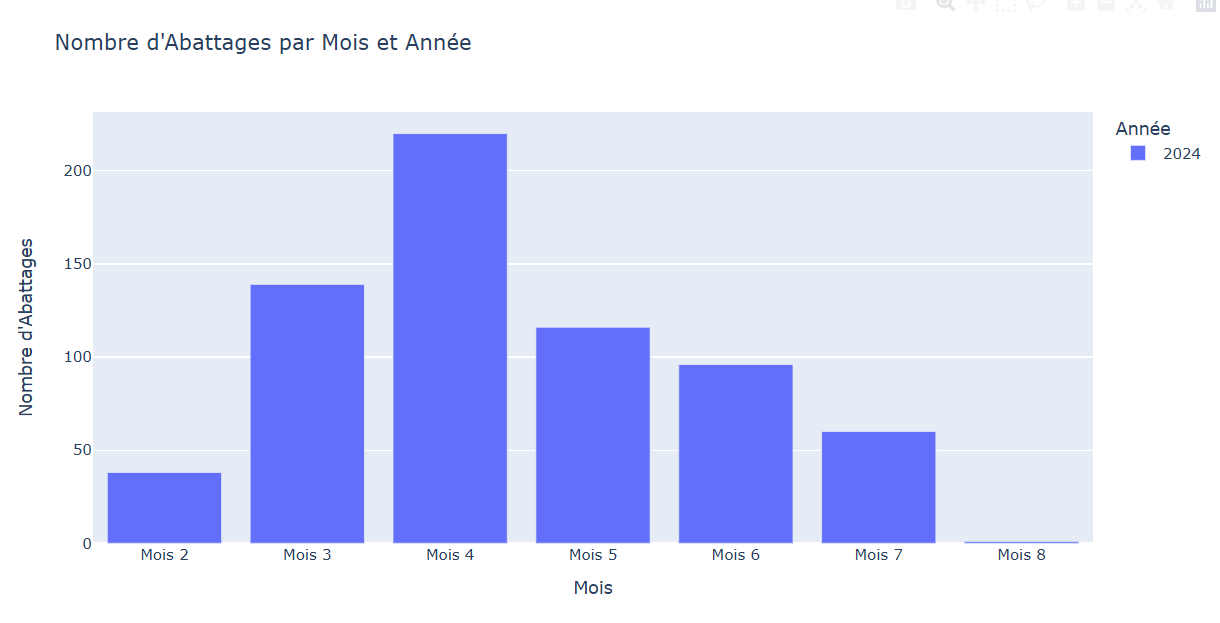 Nombre d'Abattages par Mois et Année
Année
2024
Nombre d'Abattages
200
150
100
50
0
Mois 2
Mois 3
Mois 4
Mois 5
Mois 6
Mois 7
Mois 8
Mois